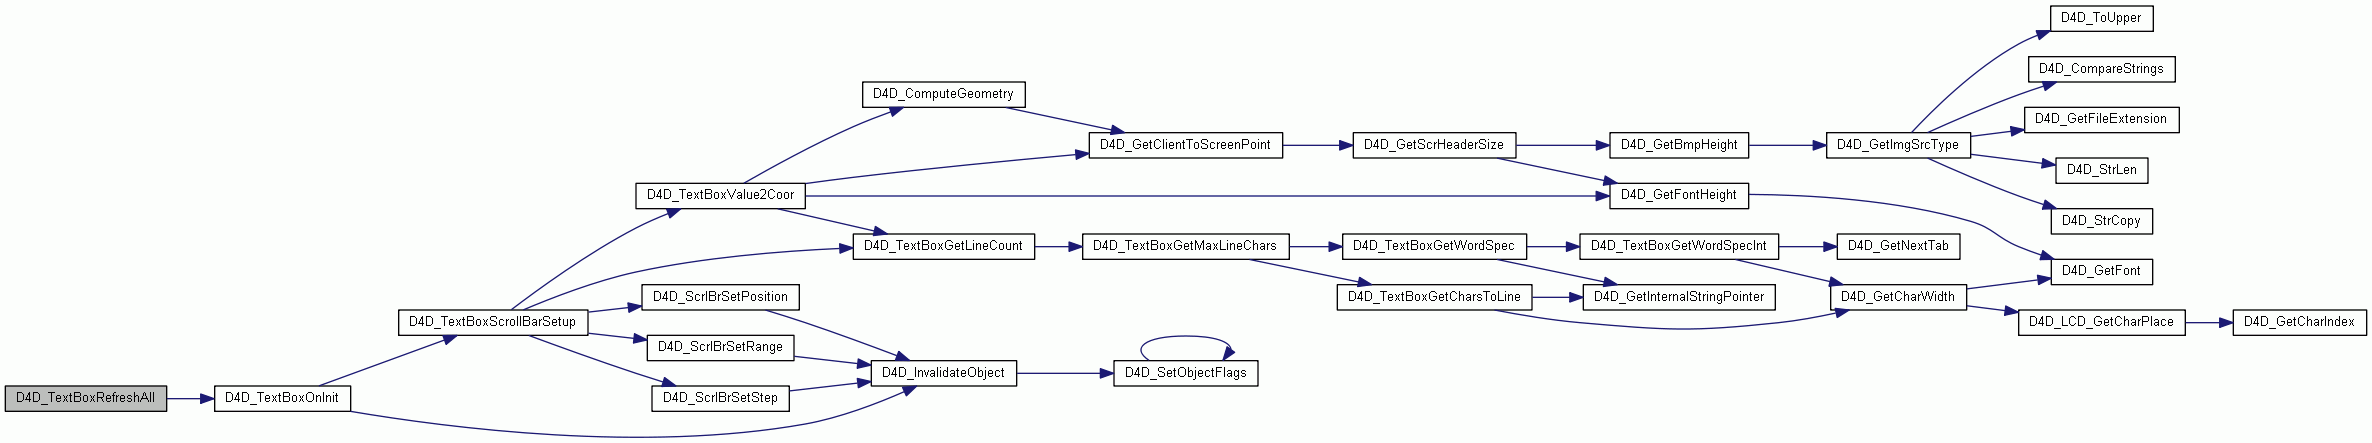 D4D_ToUpper
D4D_CompareStrings
D4D_ComputeGeometry
D4D_GetFileExtension
D4D_GetClientToScreenPoint
D4D_GetScrHeaderSize
D4D_GetBmpHeight
D4D_GetImgSrcType
D4D_StrLen
D4D_TextBoxValue2Coor
D4D_GetFontHeight
D4D_StrCopy
D4D_TextBoxGetLineCount
D4D_TextBoxGetMaxLineChars
D4D_TextBoxGetWordSpec
D4D_TextBoxGetWordSpecInt
D4D_GetNextTab
D4D_GetFont
D4D_ScrlBrSetPosition
D4D_TextBoxGetCharsToLine
D4D_GetInternalStringPointer
D4D_GetCharWidth
D4D_TextBoxScrollBarSetup
D4D_LCD_GetCharPlace
D4D_GetCharIndex
D4D_ScrlBrSetRange
D4D_InvalidateObject
D4D_SetObjectFlags
D4D_TextBoxRefreshAll
D4D_TextBoxOnInit
D4D_ScrlBrSetStep